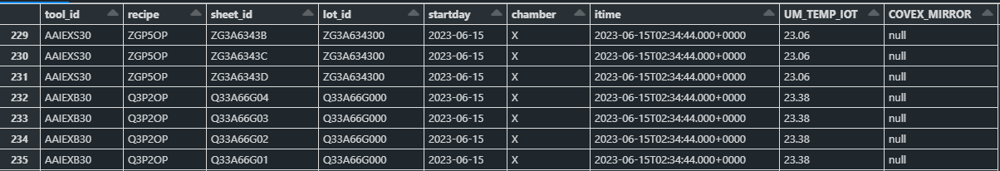 tool_id recipe sheet_id lot_id startday chamber itime UM_TEMP_IOT COVEX_MIRROR
229 AAIEXS30 ZGP5OP ZG3A6343B ZG3A634300 2023-06-15 X 2023-06-15T02:34:44.000+0000 23.06 null
230 AAIEXS30 ZGP5OP ZG3A6343C ZG3A634300 2023-06-15 X 2023-06-15T02:34:44.000+0000 23.06 null
231 AAIEXS30 ZGP5OP ZG3A6343D ZG3A634300 2023-06-15 X 2023-06-15T02:34:44.000+0000 23.06 null
232 AAIEXB30 Q3P2OP Q33A66G04 Q33A66G000 2023-06-15 X 2023-06-15T02:34:44.000+0000 23.38 null
233 AAIEXB30 Q3P2OP Q33A66G03 Q33A66G000 2023-06-15 X 2023-06-15T02:34:44.000+0000 23.38 null
234 AAIEXB30 Q3P2OP Q33A66G02 Q33A66G000 2023-06-15 X 2023-06-15T02:34:44.000+0000 23.38 null
235 AAIEXB30 Q3P2OP Q33A66G01 Q33A66G000 2023-06-15 X 2023-06-15T02:34:44.000+0000 23.38 null